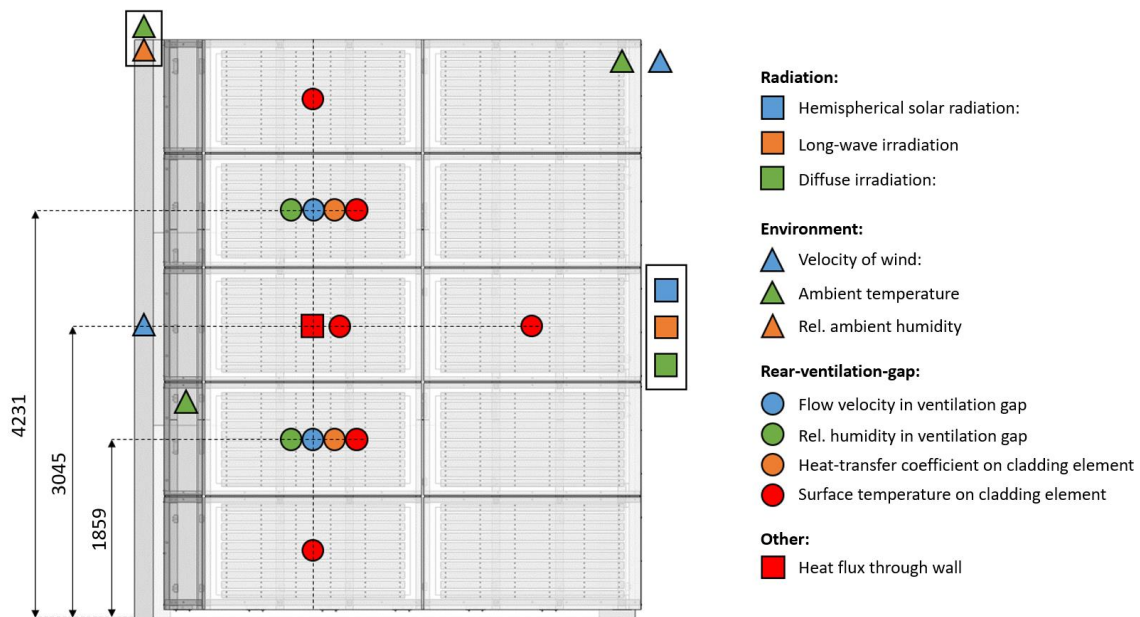 4231
3045
1859
Radiation:
Hemispherical solar radiation:
Long-wave irradiation
Diffuse irradiation:
Environment:
Velocity of wind:
Ambient temperature
Rel. ambient humidity
Rear-ventilation-gap:
Flow velocity in ventilation gap
Rel. humidity in ventilation gap
Heat-transfer coefficient on cladding element
Surface temperature on cladding element
Other:
Heat flux through wall